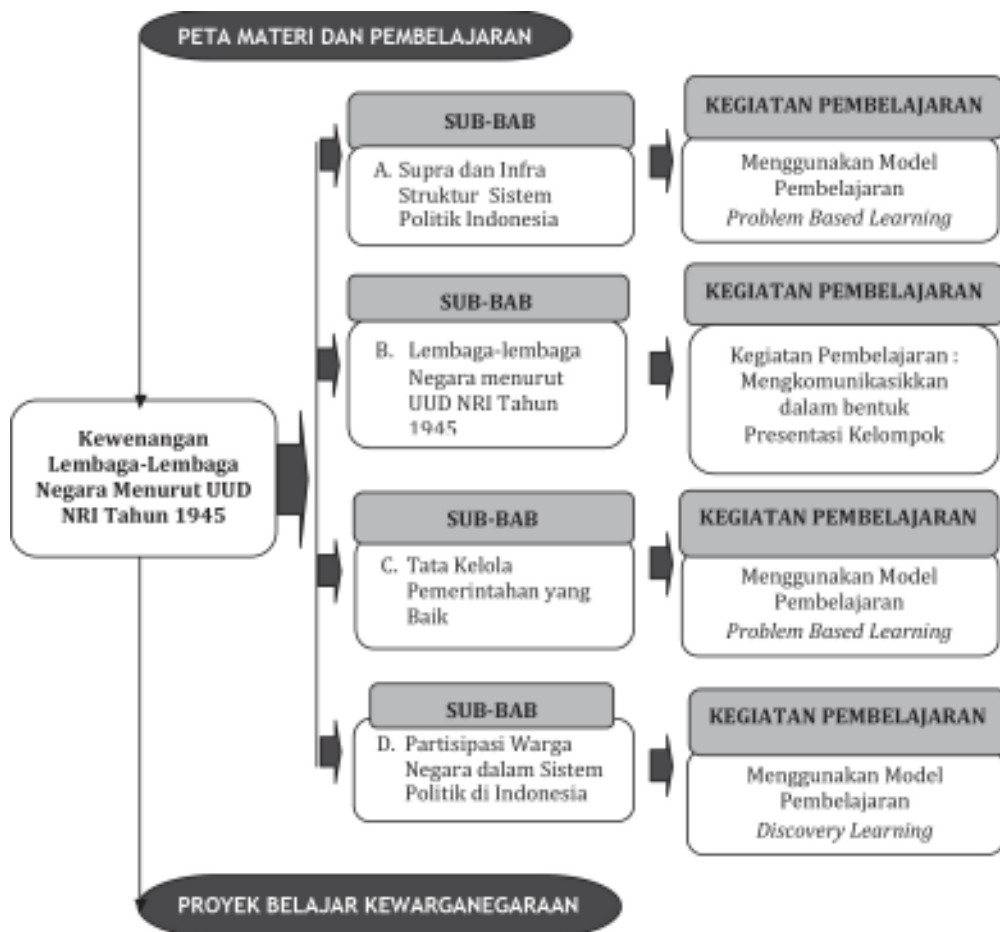 PETA MATERI DAN PEMBELAJARAN
SUB-BAB
A. Supra dan Infra
Struktur Sistem
Politik Indonesia
KEGIATAN PEMBELAJARAN
Menggunakan Model
Pembelajaran
Problem Based Learning
SUB-BAB
B. Lembaga-lembaga
Negara menurut
UUD NRI Tahun
1945
KEGIATAN PEMBELAJARAN
Kegiatan Pembelajaran :
Mengkomunikasikkan
dalam bentuk
Presentasi Kelompok
Kewenangan
Lembaga-Lembaga
Negara Menurut UUD
NRI Tahun 1945
SUB-BAB
C. Tata Kelola
Pemerintahan yang
Baik
KEGIATAN PEMBELAJARAN
Menggunakan Model
Pembelajaran
Problem Based Learning
SUB-BAB
D. Partisipasi Warga
Negara dalam Sistem
Politik di Indonesia
KEGIATAN PEMBELAJARAN
Menggunakan Model
Pembelajaran
Discovery Learning
PROYEK BELAJAR KEWARGANEGARAAN